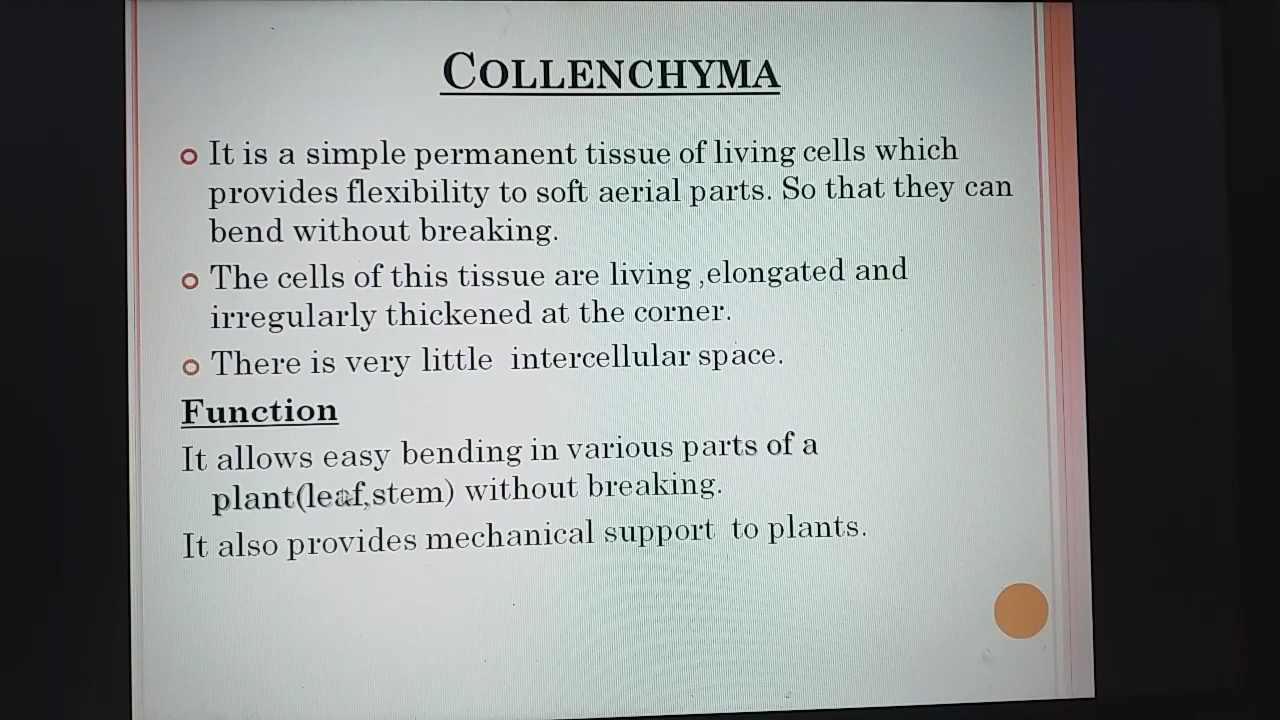 COLLENCHYMA
It is a simple permanent tissue of living cells which
provides flexibility to soft aerial parts. So that they can
bend without breaking.
The cells of this tissue are living ,elongated and
irregularly thickened at the corner.
There is very little intercellular space.
Function
It allows easy bending in various parts of a
plant(leaf,stem) without breaking.
It also provides mechanical support to plants.